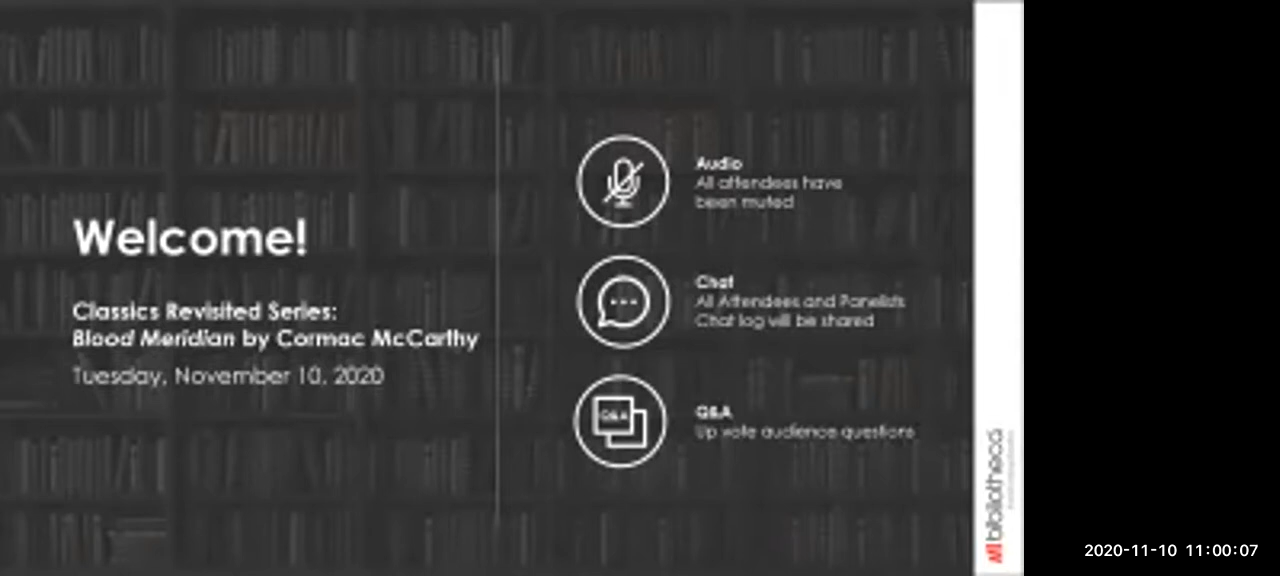 Welcome!
Classics Revisited Series:
Blood Meridian by Cormac McCarthy
Tuesday, November 10, 2020
Audio
All attendees have
been muted
Chat
All Attendees and Panelists
Chat log will be shared
Q&A
Q&A
Up vote audience questions
bibliotheca
2020-11-10 11:00:07